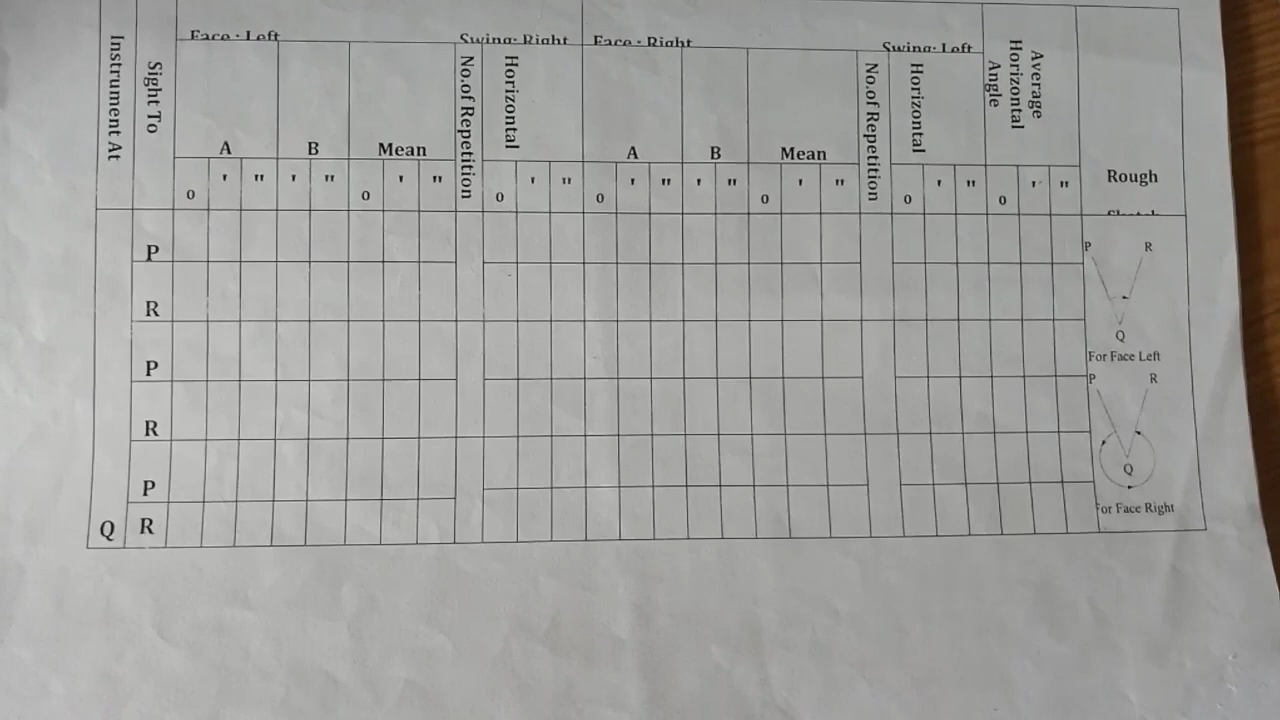 Face : Left Swing: Right Face : Right Swing: Left
Instrument At
Sight To
A B Mean
No.of Repetition
Horizontal
A B Mean
No.of Repetition
Horizontal
Average
Horizontal
Angle
Rough
o ' " ' " o ' " o ' " o ' " ' " o ' " o ' " o ' "
P
R
P
R
P
Q R
P R
Q
For Face Left
P R
Q
For Face Right